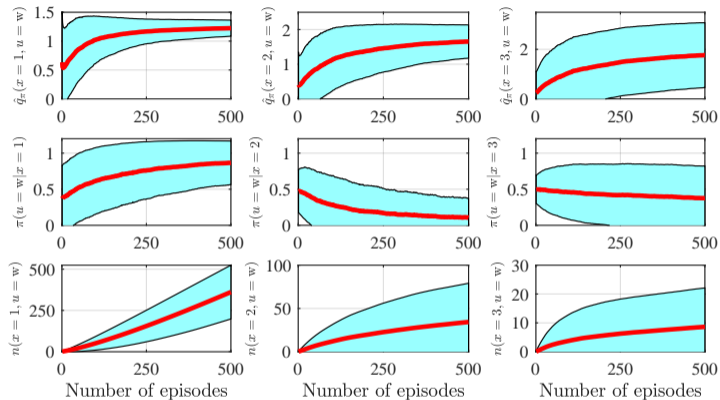 q̂π(x = 1, u = w)
1.5
1
0.5
0
0 250 500
q̂π(x = 2, u = w)
2
1
0
0 250 500
q̂π(x = 3, u = w)
2
0
0 250 500
π(u = w|x = 1)
1
0.5
0
0 250 500
π(u = w|x = 2)
1
0.5
0
0 250 500
π(u = w|x = 3)
1
0.5
0
0 250 500
n(x = 1, u = w)
500
250
0
0 250 500
Number of episodes
n(x = 2, u = w)
100
50
0
0 250 500
Number of episodes
n(x = 3, u = w)
30
20
10
0
0 250 500
Number of episodes